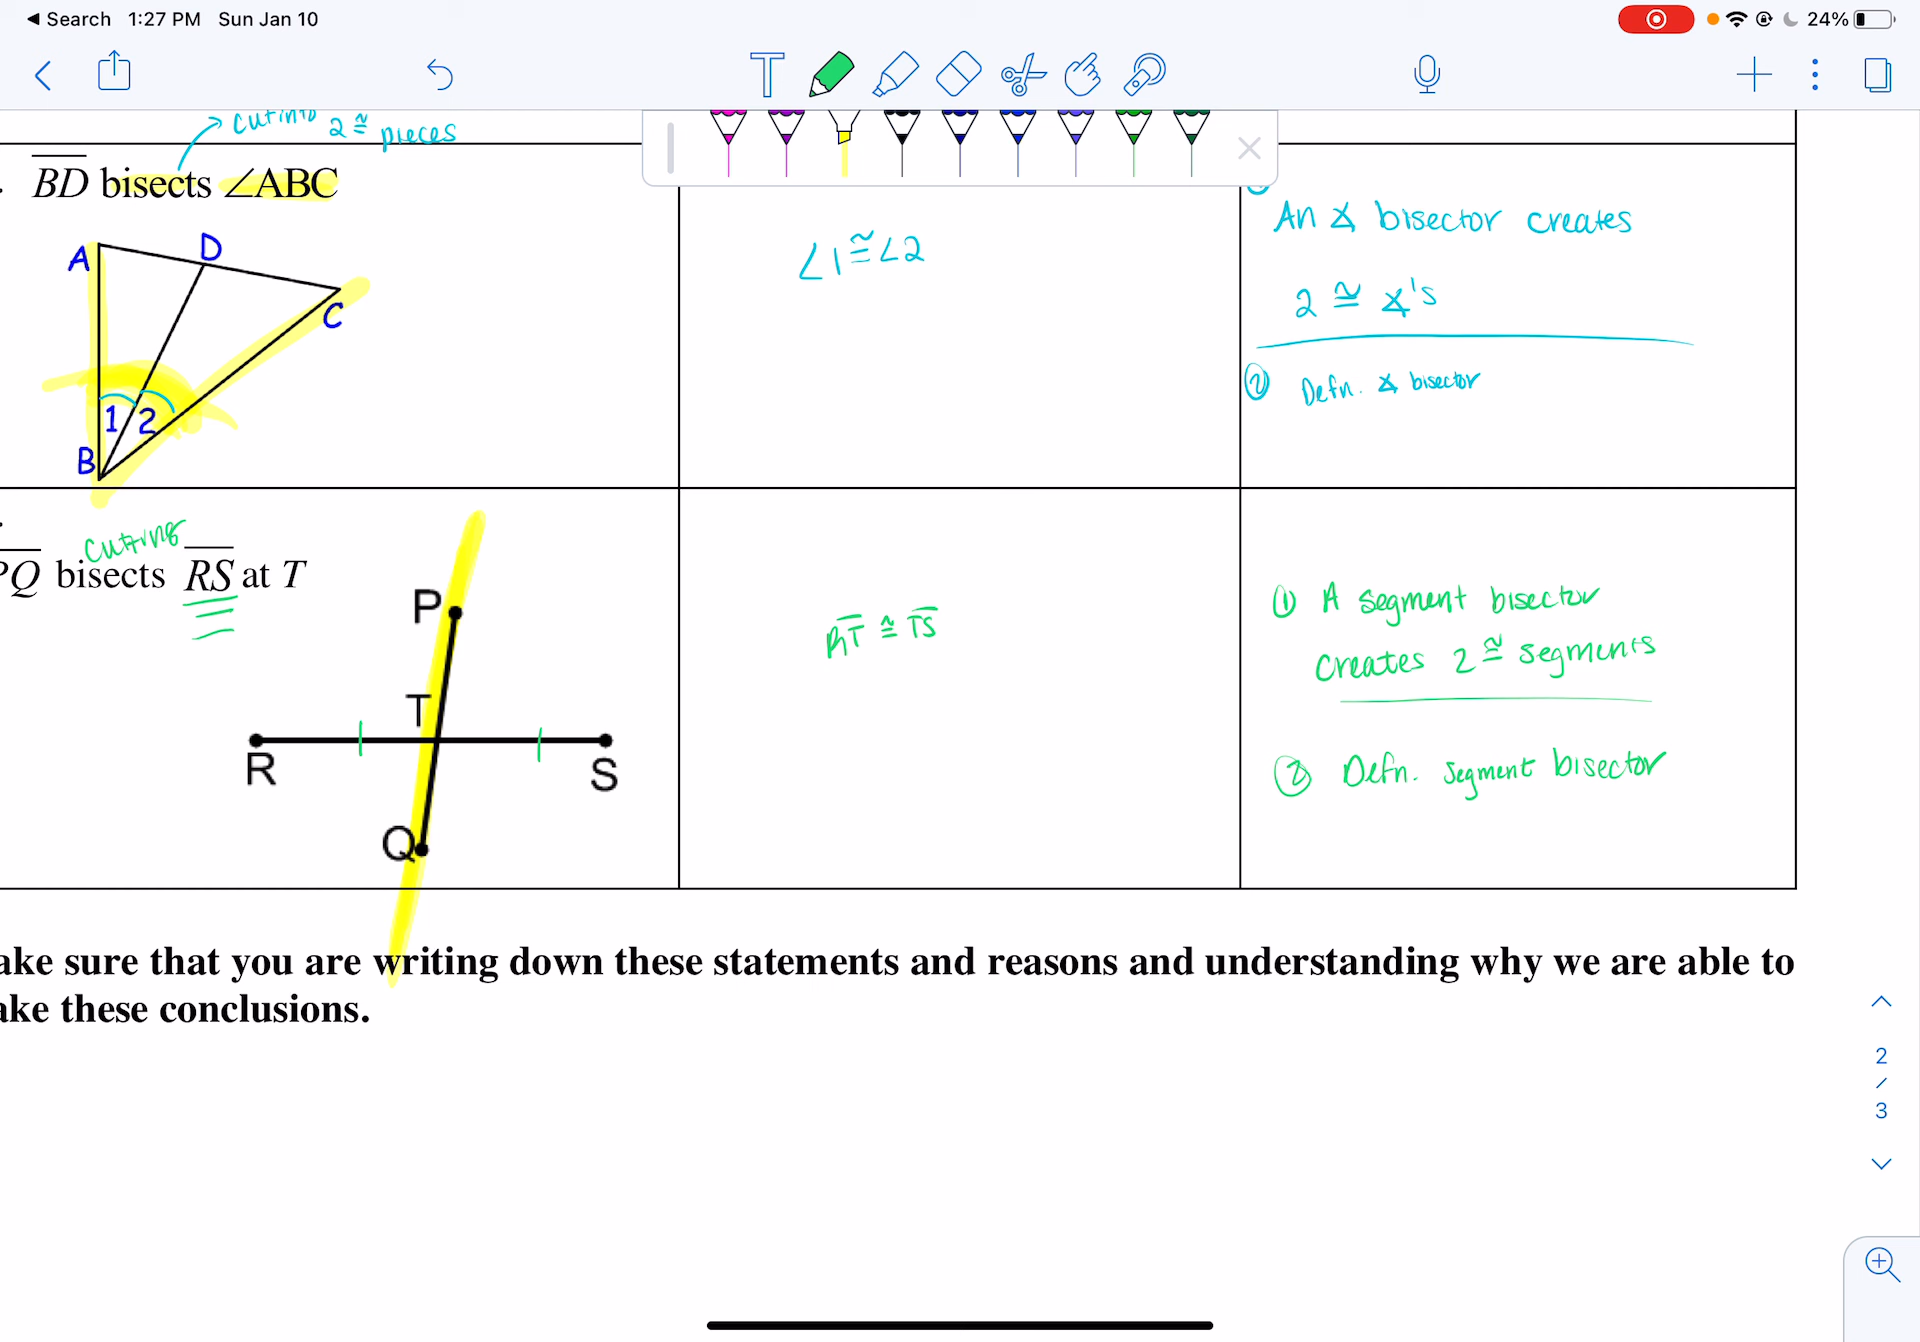 Search 1:27 PM Sun Jan 10 24%
T
cut into 2 ≅ pieces
BD bisects ∠ABC
A D
C
1 2
B
∠1 ≅ ∠2
An ∡ bisector creates
2 ≅ ∡'s
② Defn. ∡ bisector
cutting
PQ bisects RS at T
P
T
R S
Q
RT ≅ TS
① A segment bisector
creates 2 ≅ segments
② Defn. segment bisector
ake sure that you are writing down these statements and reasons and understanding why we are able to
ake these conclusions.
2
/
3